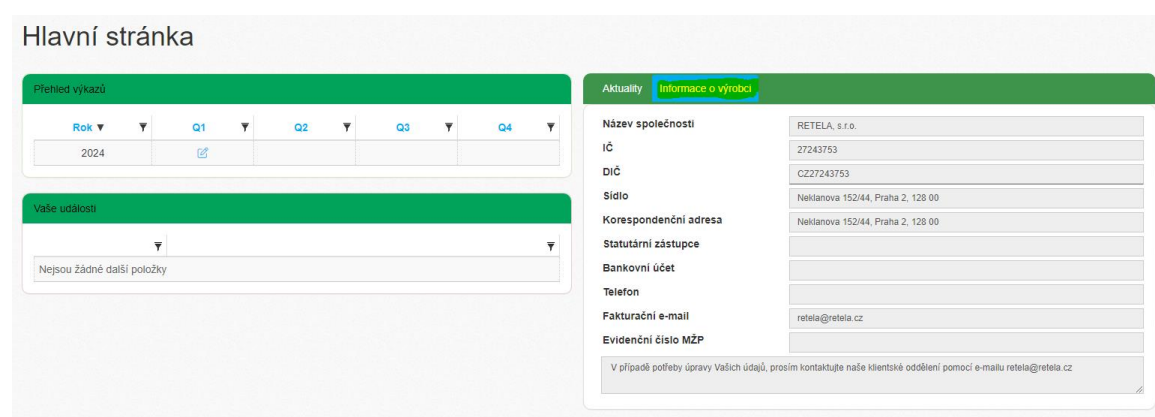 Hlavní stránka
Přehled výkazů
Rok Q1 Q2 Q3 Q4
2024
Vaše události
Nejsou žádné další položky
Aktuality Informace o výrobci
Název společnosti RETELA, s.r.o.
IČ 27243753
DIČ CZ27243753
Sídlo Neklanova 152/44, Praha 2, 128 00
Korespondenční adresa Neklanova 152/44, Praha 2, 128 00
Statutární zástupce
Bankovní účet
Telefon
Fakturační e-mail retela@retela.cz
Evidenční číslo MŽP
V případě potřeby úpravy Vašich údajů, prosím kontaktujte naše klientské oddělení pomocí e-mailu retela@retela.cz